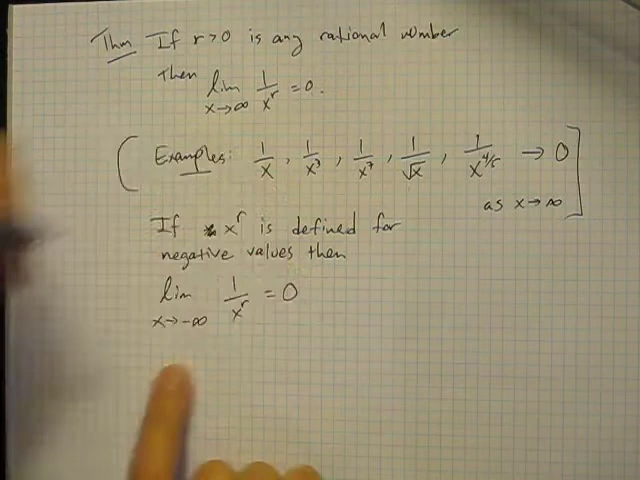 Thm If r>0 is any rational number
Then lim x→∞ 1/x^r = 0.
Examples: 1/x, 1/x^3, 1/x^7, 1/√x, 1/x^{4/5} → 0
as x→∞
If x^r is defined for
negative values then
lim x→-∞ 1/x^r = 0